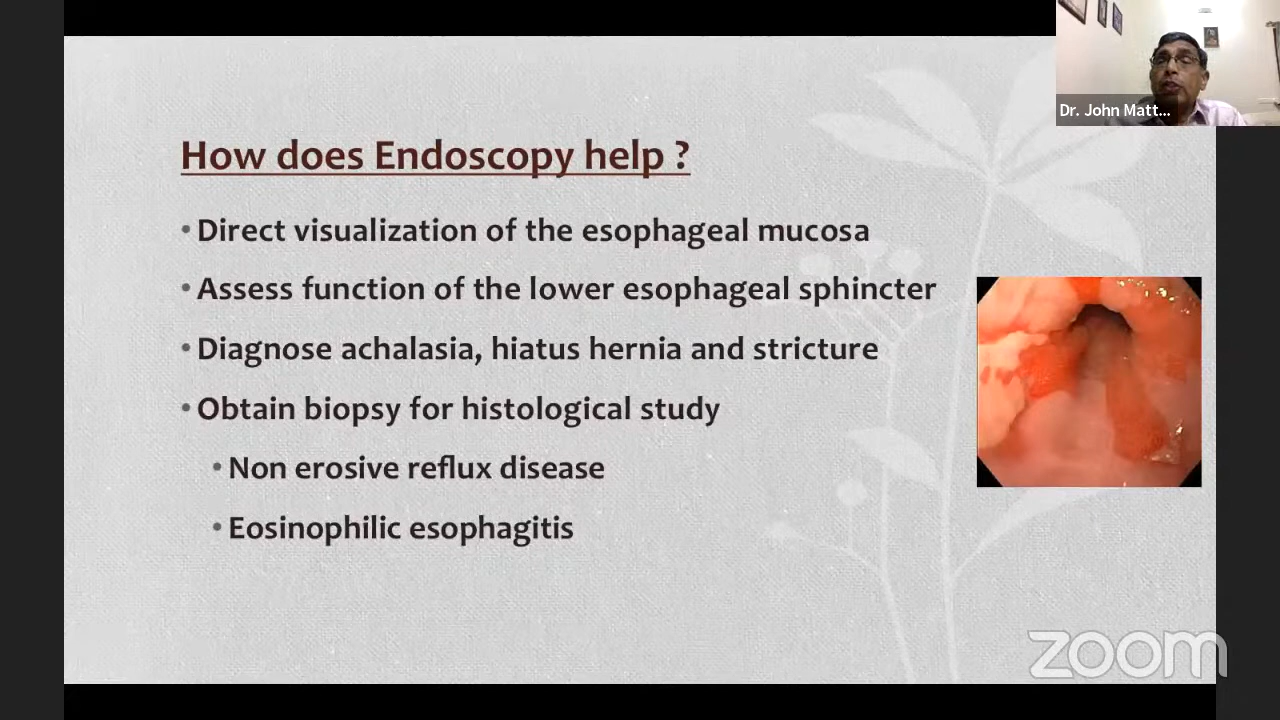 Dr. John Matt...
How does Endoscopy help ?
• Direct visualization of the esophageal mucosa
• Assess function of the lower esophageal sphincter
• Diagnose achalasia, hiatus hernia and stricture
• Obtain biopsy for histological study
• Non erosive reflux disease
• Eosinophilic esophagitis
zoom